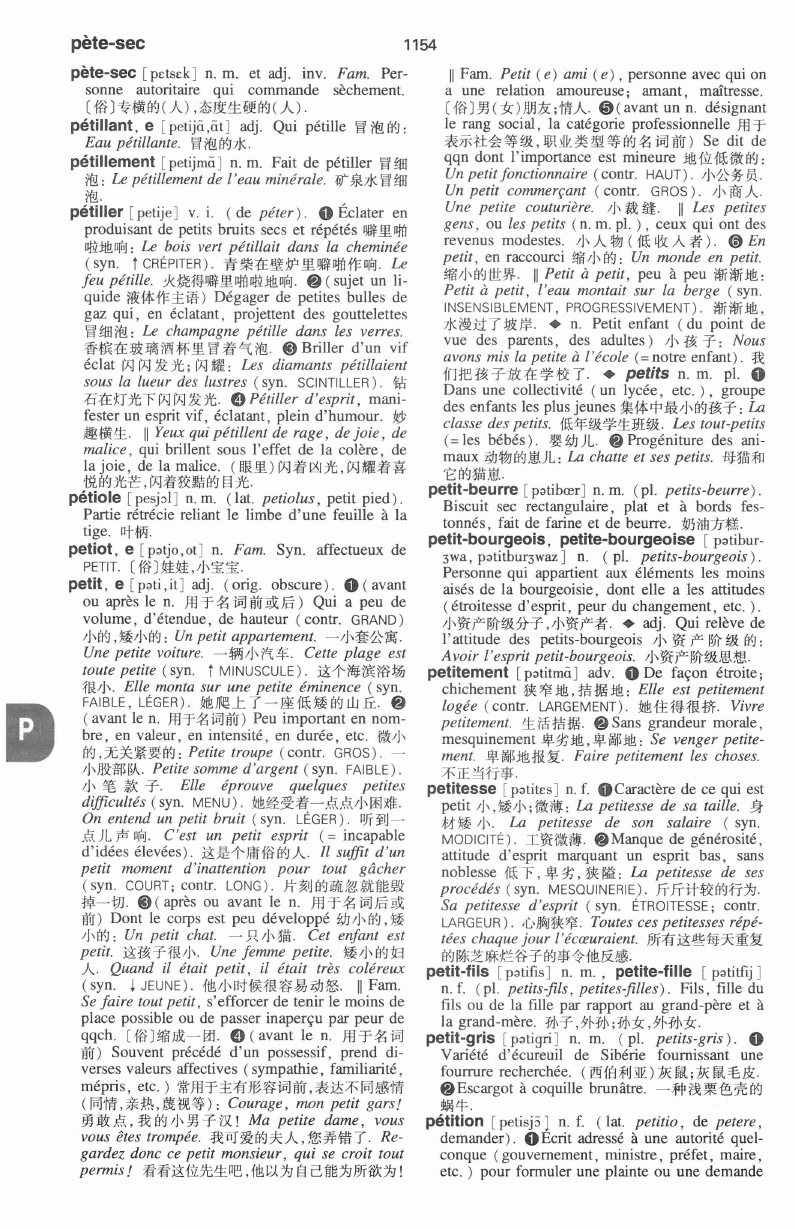 pète-sec
1154
pète-sec [pɛtsɛk] n. m. et adj. inv. Fam. Per-
sonne autoritaire qui commande sèchement.
〔俗〕专横的(人),态度生硬的(人).
pétillant, e [petijɑ̃,ɑ̃t] adj. Qui pétille 冒泡的:
Eau pétillante. 冒泡的水.
pétillement [petijmɑ̃] n. m. Fait de pétiller 冒细
泡: Le pétillement de l'eau minérale. 矿泉水冒细
泡.
pétiller [petije] v. i. (de péter). ❶ Éclater en
produisant de petits bruits secs et répétés 噼里啪
啦地响: Le bois vert pétillait dans la cheminée
(syn. ↑ CRÉPITER). 青柴在壁炉里噼啪作响. Le
feu pétille. 火烧得噼里啪啦地响. ❷ (sujet un li-
quide 液体作主语) Dégager de petites bulles de
gaz qui, en éclatant, projettent des gouttelettes
冒细泡: Le champagne pétille dans les verres.
香槟在玻璃酒杯里冒着气泡. ❸ Briller d'un vif
éclat 闪闪发光;闪耀: Les diamants pétillaient
sous la lueur des lustres (syn. SCINTILLER). 钻
石在灯光下闪闪发光. ❹ Pétiller d'esprit, mani-
fester un esprit vif, éclatant, plein d'humour. 妙
趣横生. ‖ Yeux qui pétillent de rage, de joie, de
malice, qui brillent sous l'effet de la colère, de
la joie, de la malice. (眼里)闪着凶光,闪耀着喜
悦的光芒,闪着狡黠的目光.
pétiole [pesjɔl] n. m. (lat. petiolus, petit pied).
Partie rétrécie reliant le limbe d'une feuille à la
tige. 叶柄.
petiot, e [pətjo,ɔt] n. Fam. Syn. affectueux de
PETIT. 〔俗〕娃娃,小宝宝.
petit, e [pəti,it] adj. (orig. obscure). ❶ (avant
ou après le n. 用于名词前或后) Qui a peu de
volume, d'étendue, de hauteur (contr. GRAND)
小的,矮小的: Un petit appartement. 一小套公寓.
Une petite voiture. 一辆小汽车. Cette plage est
toute petite (syn. ↑ MINUSCULE). 这个海滨浴场
很小. Elle monta sur une petite éminence (syn.
FAIBLE, LÉGER). 她爬上了一座低矮的山丘. ❷
(avant le n. 用于名词前) Peu important en nom-
bre, en valeur, en intensité, en durée, etc. 微小
的,无关紧要的: Petite troupe (contr. GROS). 一
小股部队. Petite somme d'argent (syn. FAIBLE).
小笔款子. Elle éprouve quelques petites
difficultés (syn. MENU). 她经受着一点点小困难.
On entend un petit bruit (syn. LÉGER). 听到一
点儿声响. C'est un petit esprit (= incapable
d'idées élevées). 这是个庸俗的人. Il suffit d'un
petit moment d'inattention pour tout gâcher
(syn. COURT; contr. LONG). 片刻的疏忽就能毁
掉一切. ❸ (après ou avant le n. 用于名词后或
前) Dont le corps est peu développé 幼小的,矮
小的: Un petit chat. 一只小猫. Cet enfant est
petit. 这孩子很小. Une femme petite. 矮小的妇
人. Quand il était petit, il était très coléreux
(syn. ↓ JEUNE). 他小时候很容易动怒. ‖ Fam.
Se faire tout petit, s'efforcer de tenir le moins de
place possible ou de passer inaperçu par peur de
qqch. 〔俗〕缩成一团. ❹ (avant le n. 用于名词
前) Souvent précédé d'un possessif, prend di-
verses valeurs affectives (sympathie, familiarité,
mépris, etc.) 常用于主有形容词前,表达不同感情
(同情,亲热,蔑视等): Courage, mon petit gars!
勇敢点,我的小男子汉! Ma petite dame, vous
vous êtes trompée. 我可爱的夫人,您弄错了. Re-
gardez donc ce petit monsieur, qui se croit tout
permis! 看看这位先生吧,他以为自己能为所欲为!
‖ Fam. Petit (e) ami (e), personne avec qui on
a une relation amoureuse; amant, maîtresse.
〔俗〕男(女)朋友;情人. ❺ (avant un n. désignant
le rang social, la catégorie professionnelle 用于
表示社会等级,职业类型等的名词前) Se dit de
qqn dont l'importance est mineure 地位低微的:
Un petit fonctionnaire (contr. HAUT). 小公务员.
Un petit commerçant (contr. GROS). 小商人.
Une petite couturière. 小裁缝. ‖ Les petites
gens, ou les petits (n. m. pl.), ceux qui ont des
revenus modestes. 小人物(低收入者). ❻ En
petit, en raccourci 缩小的: Un monde en petit.
缩小的世界. ‖ Petit à petit, peu à peu 渐渐地:
Petit à petit, l'eau montait sur la berge (syn.
INSENSIBLEMENT, PROGRESSIVEMENT). 渐渐地,
水漫过了坡岸. ◆ n. Petit enfant (du point de
vue des parents, des adultes) 小孩子: Nous
avons mis la petite à l'école (= notre enfant). 我
们把孩子放在学校了. ◆ petits n. m. pl. ❶
Dans une collectivité (un lycée, etc.), groupe
des enfants les plus jeunes 集体中最小的孩子: La
classe des petits. 低年级学生班级. Les tout-petits
(= les bébés). 婴幼儿. ❷ Progéniture des ani-
maux 动物的崽儿: La chatte et ses petits. 母猫和
它的猫崽.
petit-beurre [pətibœr] n. m. (pl. petits-beurre).
Biscuit sec rectangulaire, plat et à bords fes-
tonnés, fait de farine et de beurre. 奶油方糕.
petit-bourgeois, petite-bourgeoise [pətibur-
ʒwa, pətitburʒwaz] n. (pl. petits-bourgeois).
Personne qui appartient aux éléments les moins
aisés de la bourgeoisie, dont elle a les attitudes
(étroitesse d'esprit, peur du changement, etc.).
小资产阶级分子,小资产者. ◆ adj. Qui relève de
l'attitude des petits-bourgeois 小资产阶级的:
Avoir l'esprit petit-bourgeois. 小资产阶级思想.
petitement [pətitmɑ̃] adv. ❶ De façon étroite;
chichement 狭窄地,拮据地: Elle est petitement
logée (contr. LARGEMENT). 她住得很挤. Vivre
petitement. 生活拮据. ❷ Sans grandeur morale,
mesquinement 卑劣地,卑鄙地: Se venger petite-
ment. 卑鄙地报复. Faire petitement les choses.
不正当行事.
petitesse [pətitɛs] n. f. ❶ Caractère de ce qui est
petit 小,矮小;微薄: La petitesse de sa taille. 身
材矮小. La petitesse de son salaire (syn.
MODICITÉ). 工资微薄. ❷ Manque de générosité,
attitude d'esprit marquant un esprit bas, sans
noblesse 低下,卑劣,狭隘: La petitesse de ses
procédés (syn. MESQUINERIE). 斤斤计较的行为.
Sa petitesse d'esprit (syn. ÉTROITESSE; contr.
LARGEUR). 心胸狭窄. Toutes ces petitesses répé-
tées chaque jour l'écœuraient. 所有这些每天重复
的陈芝麻烂谷子的事令他反感.
petit-fils [pətifis] n. m., petite-fille [pətitfij]
n. f. (pl. petits-fils, petites-filles). Fils, fille du
fils ou de la fille par rapport au grand-père et à
la grand-mère. 孙子,外孙;孙女,外孙女.
petit-gris [pətigri] n. m. (pl. petits-gris). ❶
Variété d'écureuil de Sibérie fournissant une
fourrure recherchée. (西伯利亚)灰鼠;灰鼠毛皮.
❷ Escargot à coquille brunâtre. 一种浅栗色壳的
蜗牛.
pétition [petisjɔ̃] n. f. (lat. petitio, de petere,
demander). ❶ Écrit adressé à une autorité quel-
conque (gouvernement, ministre, préfet, maire,
etc.) pour formuler une plainte ou une demande
P